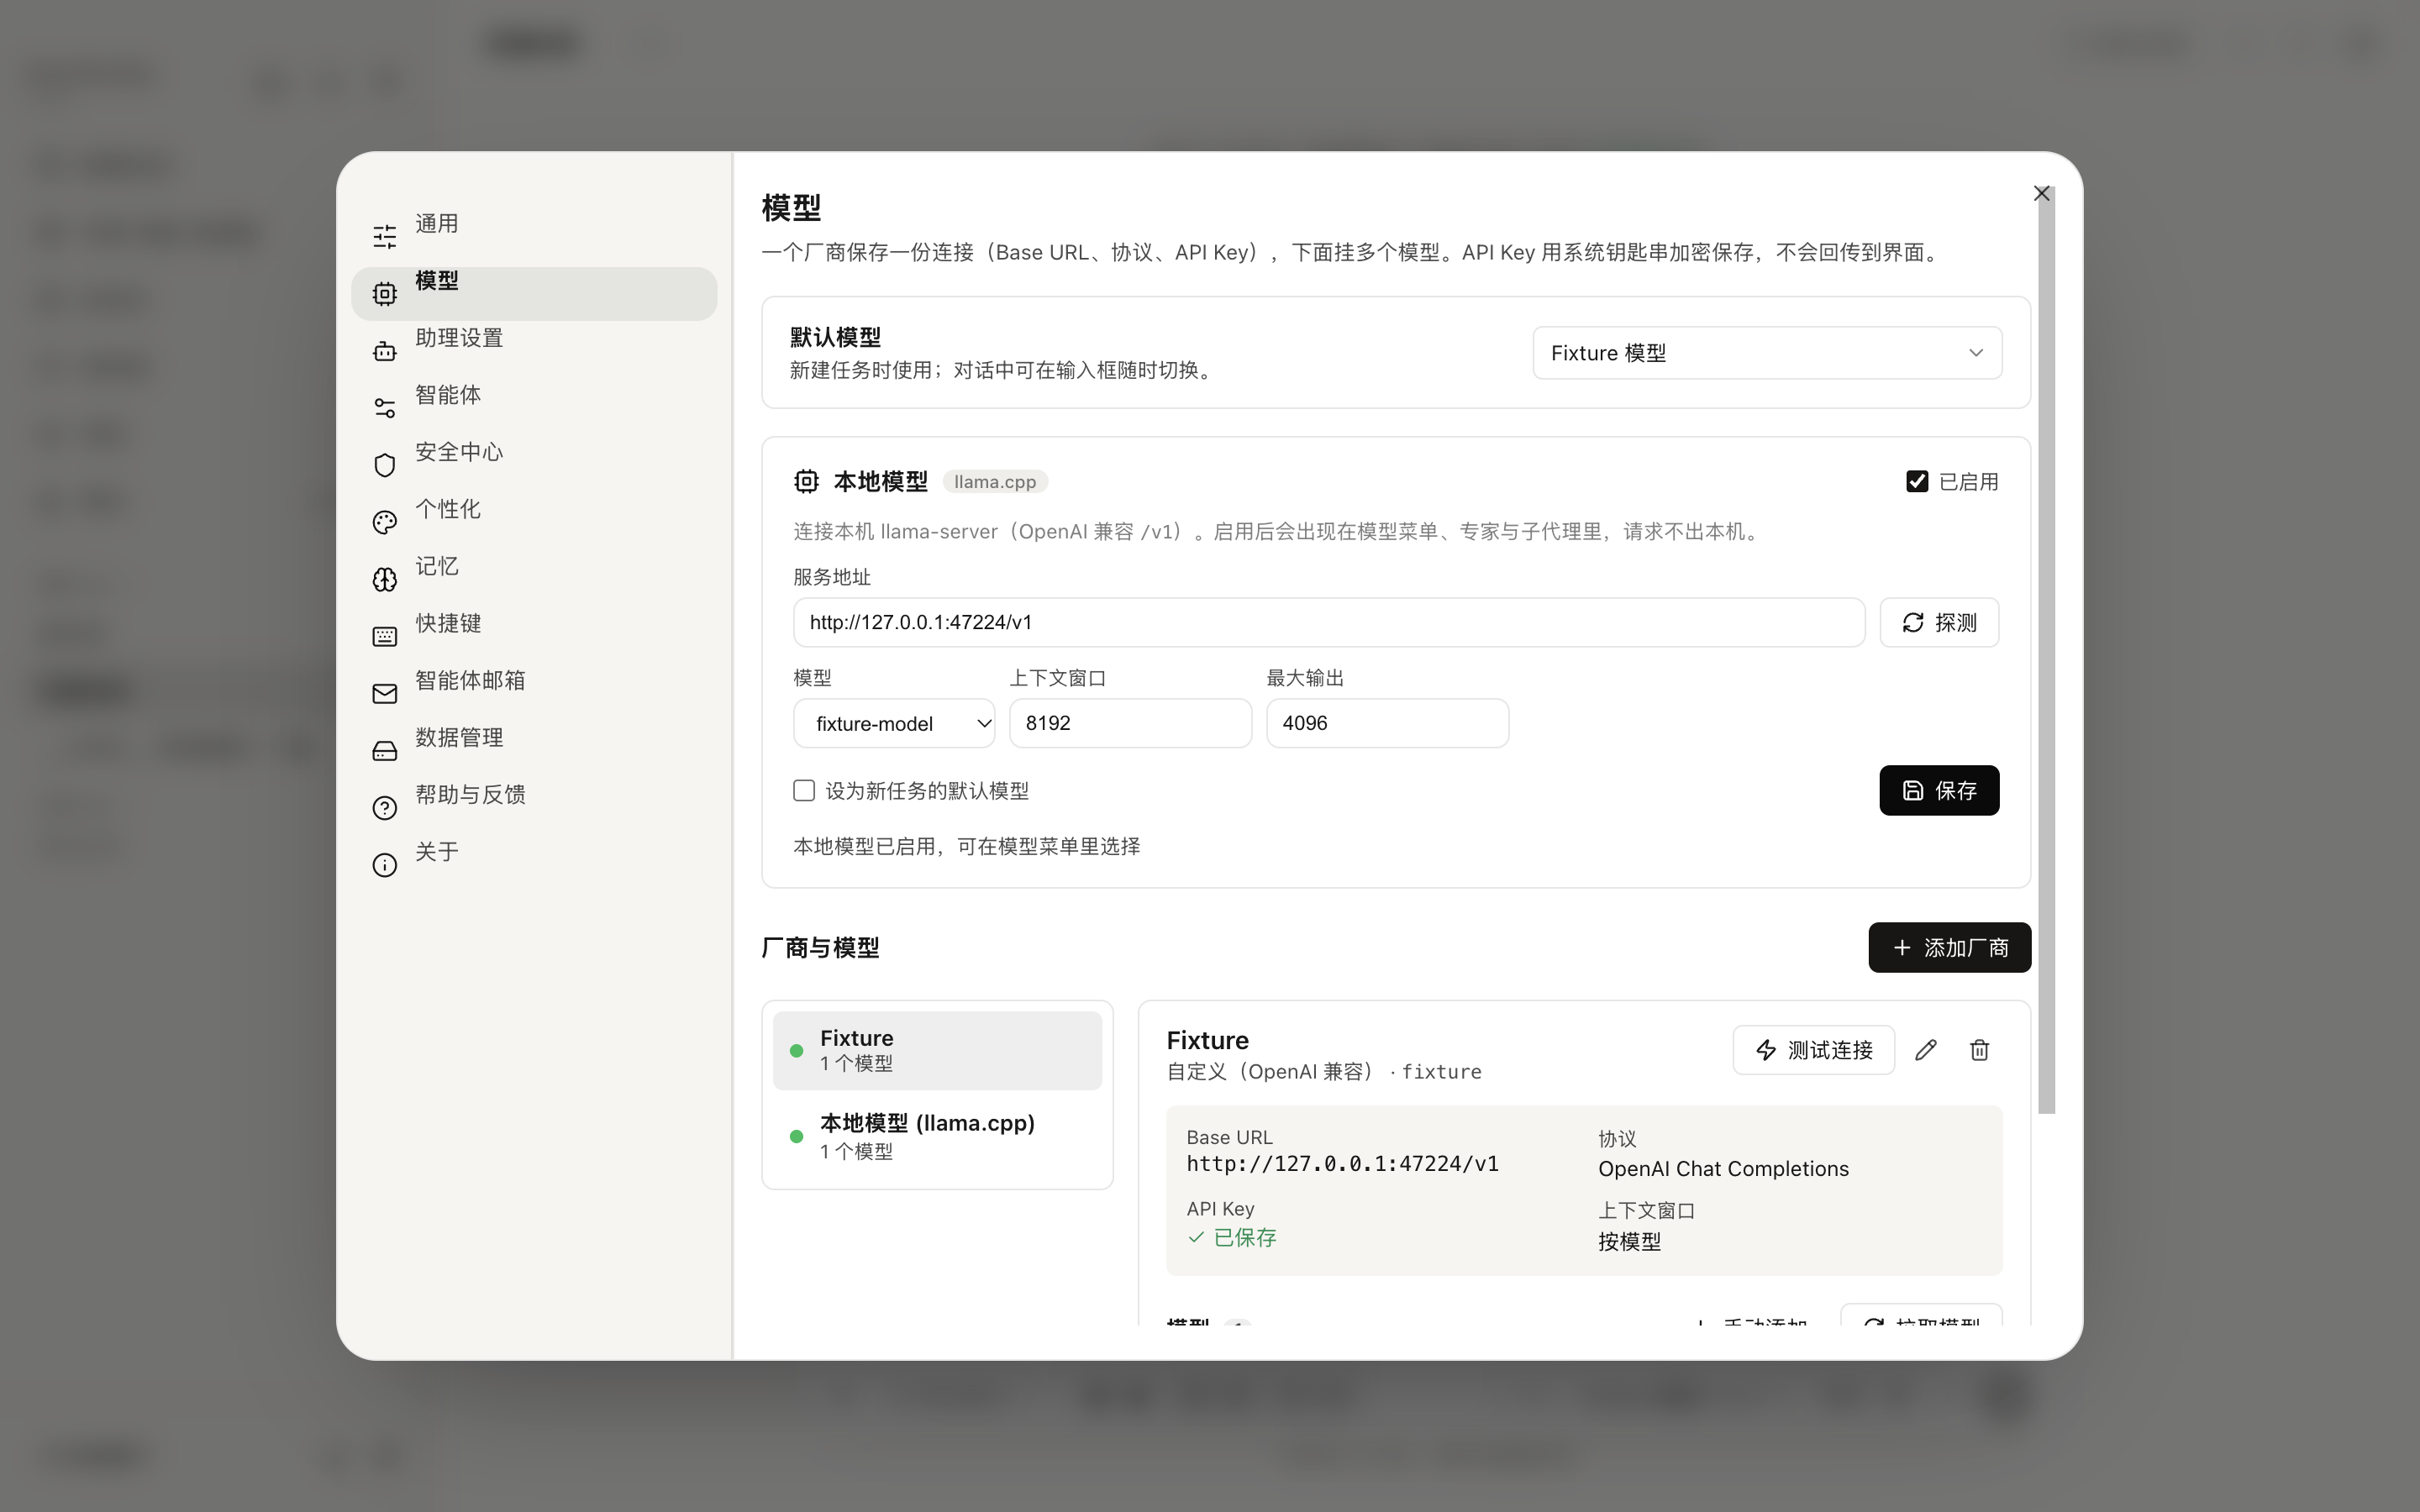 通用
模型
助理设置
智能体
安全中心
个性化
记忆
快捷键
智能体邮箱
数据管理
帮助与反馈
关于
模型
一个厂商保存一份连接（Base URL、协议、API Key），下面挂多个模型。API Key 用系统钥匙串加密保存，不会回传到界面。
默认模型
新建任务时使用；对话中可在输入框随时切换。
Fixture 模型
本地模型 llama.cpp
已启用
连接本机 llama-server（OpenAI 兼容 /v1）。启用后会出现在模型菜单、专家与子代理里，请求不出本机。
服务地址
http://127.0.0.1:47224/v1
探测
模型 上下文窗口 最大输出
fixture-model 8192 4096
设为新任务的默认模型
保存
本地模型已启用，可在模型菜单里选择
厂商与模型
添加厂商
Fixture
1 个模型
本地模型 (llama.cpp)
1 个模型
Fixture
自定义（OpenAI 兼容） · fixture
测试连接
Base URL
http://127.0.0.1:47224/v1
协议
OpenAI Chat Completions
API Key
已保存
上下文窗口
按模型
模型
手动添加
拉取模型